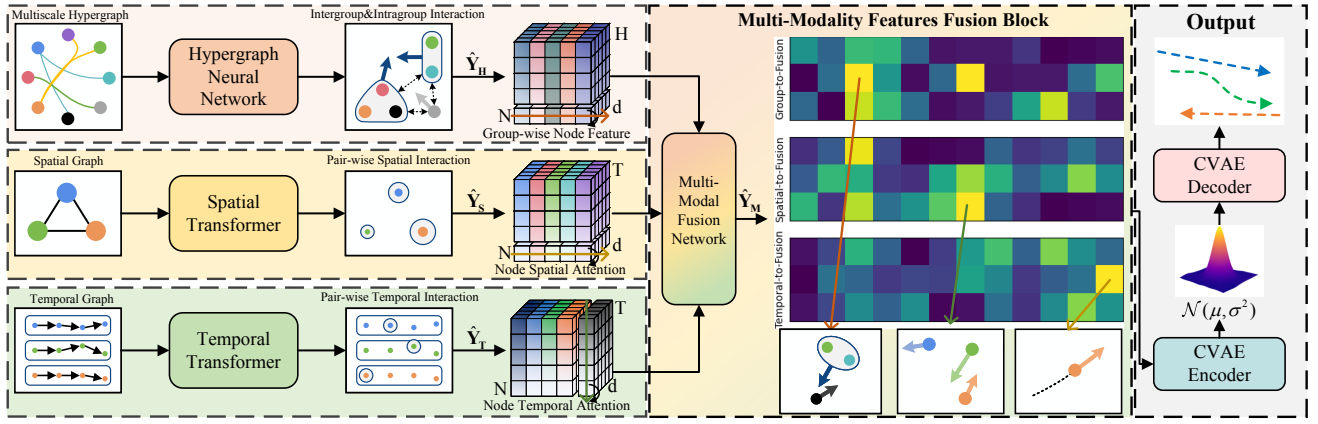 Multiscale Hypergraph
Hypergraph
Neural
Network
Intergroup&Intragroup Interaction
Ŷ_H
H
N
d
Group-wise Node Feature
Spatial Graph
Spatial
Transformer
Pair-wise Spatial Interaction
Ŷ_S
T
N
d
Node Spatial Attention
Temporal Graph
Temporal
Transformer
Pair-wise Temporal Interaction
Ŷ_T
T
N
d
Node Temporal Attention
Multi-Modality Features Fusion Block
Multi-
Modal
Fusion
Network
Ŷ_M
Group-to-Fusion
Spatial-to-Fusion
Temporal-to-Fusion
Output
CVAE
Decoder
𝒩(μ, σ²)
CVAE
Encoder